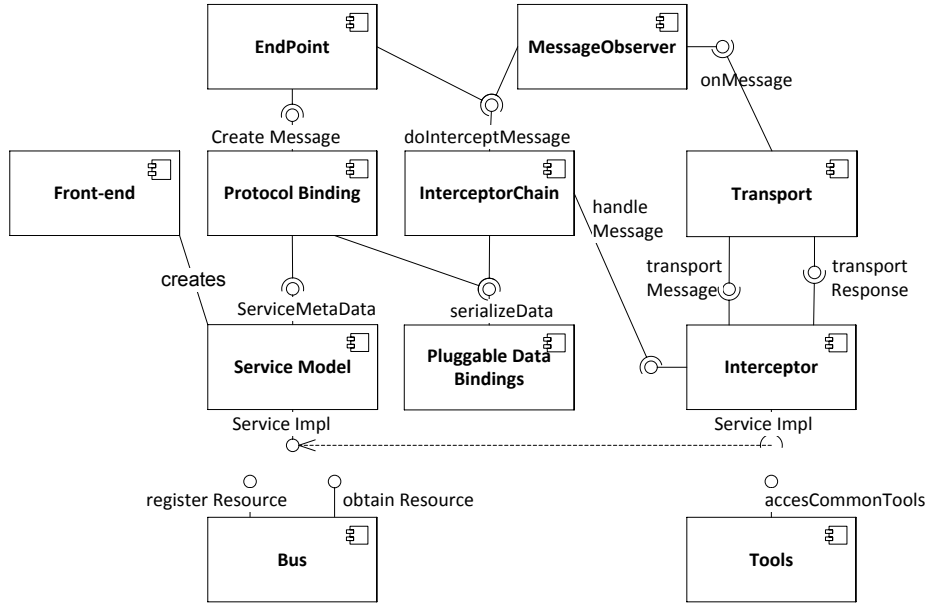 EndPoint
MessageObserver
onMessage
Create Message
doInterceptMessage
Front-end
Protocol Binding
InterceptorChain
Transport
handle
Message
creates
transport
Message
transport
Response
ServiceMetaData
serializeData
Service Model
Pluggable Data
Bindings
Interceptor
Service Impl
Service Impl
register Resource
obtain Resource
accesCommonTools
Bus
Tools